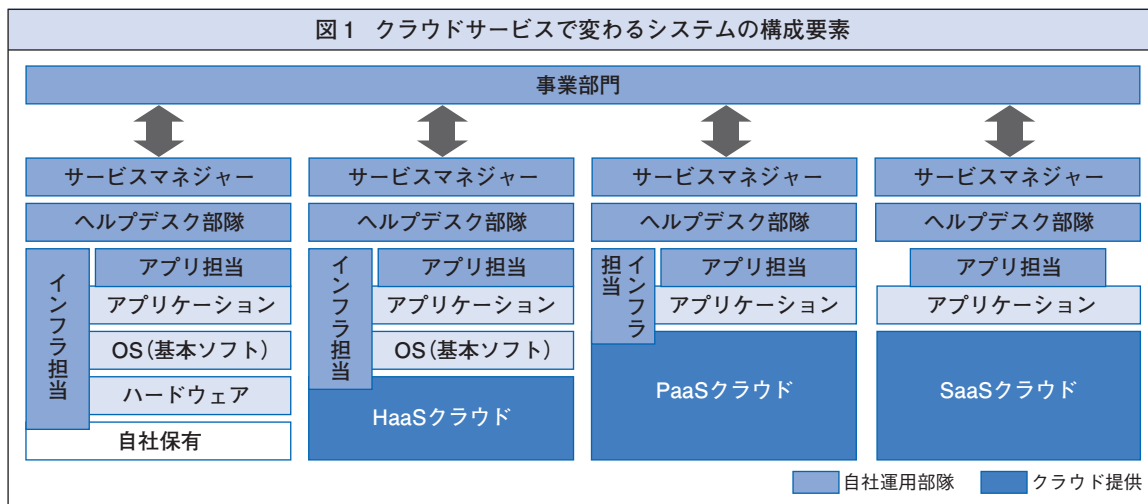 図1 クラウドサービスで変わるシステムの構成要素
事業部門
サービスマネジャー
ヘルプデスク部隊
インフラ担当
アプリ担当
アプリケーション
OS(基本ソフト)
ハードウェア
自社保有
サービスマネジャー
ヘルプデスク部隊
インフラ担当
アプリ担当
アプリケーション
OS(基本ソフト)
HaaSクラウド
サービスマネジャー
ヘルプデスク部隊
インフラ
担当
アプリ担当
アプリケーション
PaaSクラウド
サービスマネジャー
ヘルプデスク部隊
アプリ担当
アプリケーション
SaaSクラウド
自社運用部隊
クラウド提供